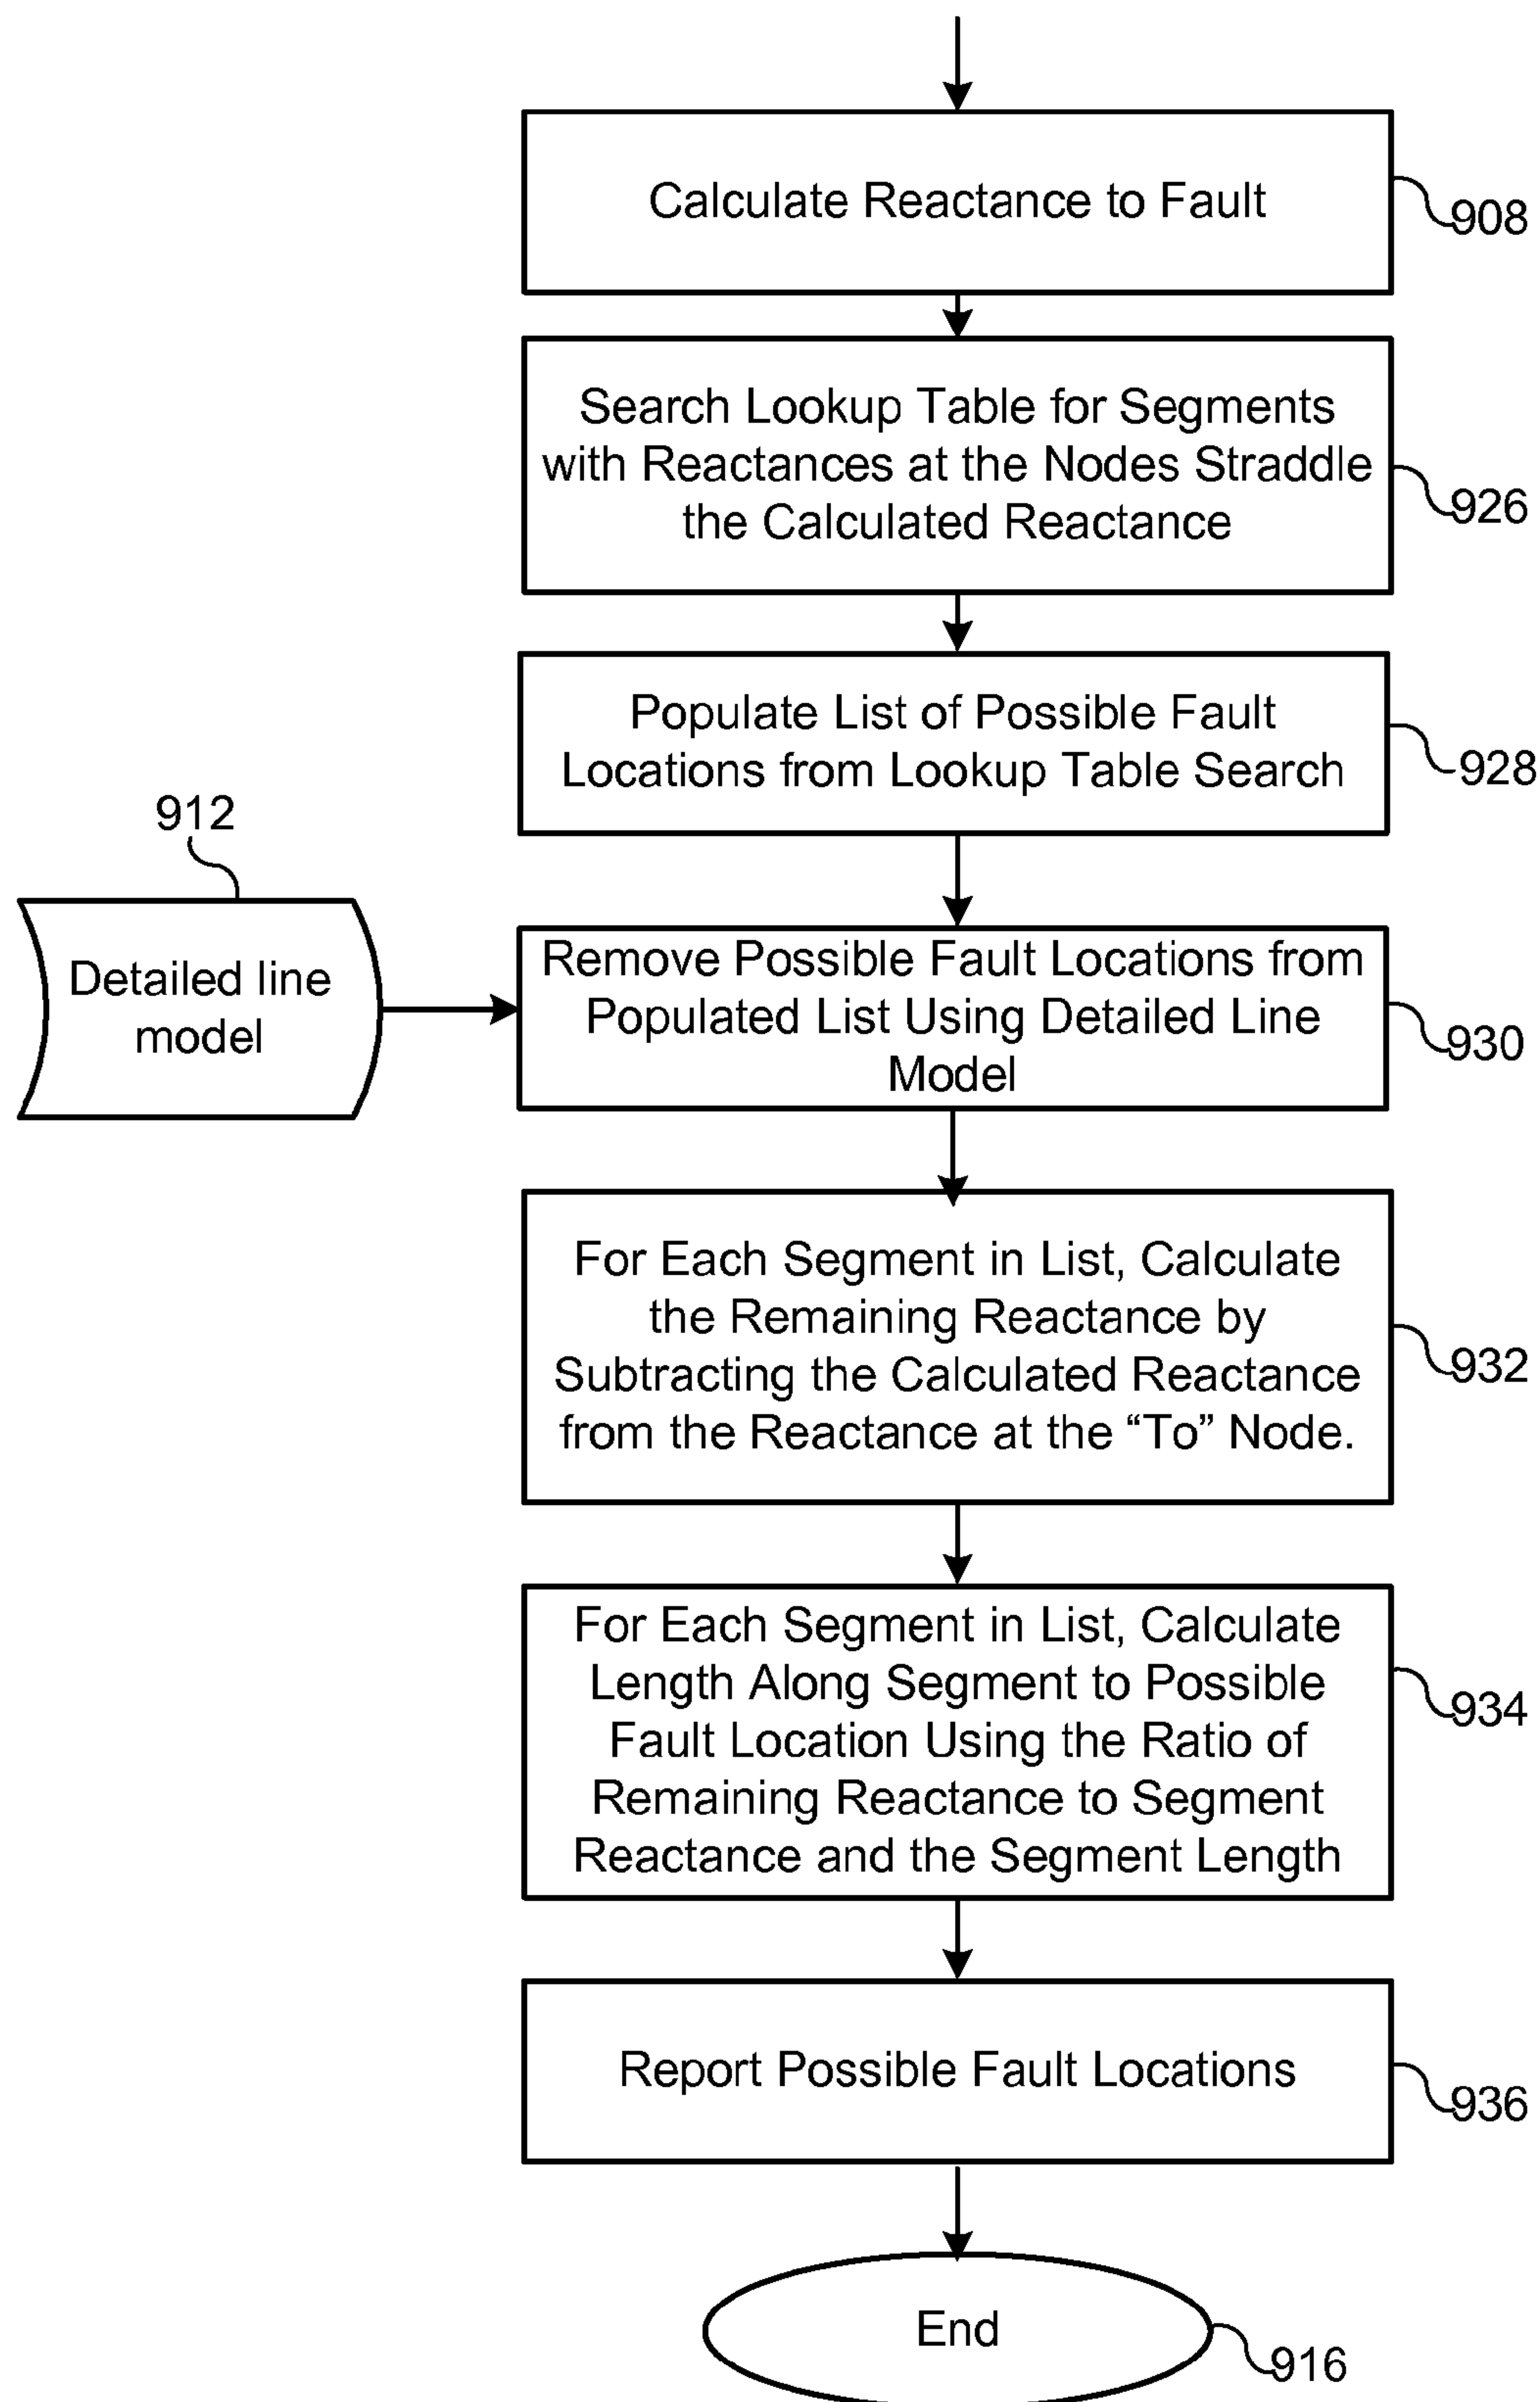 Calculate Reactance to Fault
908
Search Lookup Table for Segments
with Reactances at the Nodes Straddle
the Calculated Reactance
926
Populate List of Possible Fault
Locations from Lookup Table Search
928
912
Detailed line
model
Remove Possible Fault Locations from
Populated List Using Detailed Line
Model
930
For Each Segment in List, Calculate
the Remaining Reactance by
Subtracting the Calculated Reactance
from the Reactance at the “To” Node.
932
For Each Segment in List, Calculate
Length Along Segment to Possible
Fault Location Using the Ratio of
Remaining Reactance to Segment
Reactance and the Segment Length
934
Report Possible Fault Locations
936
End
916